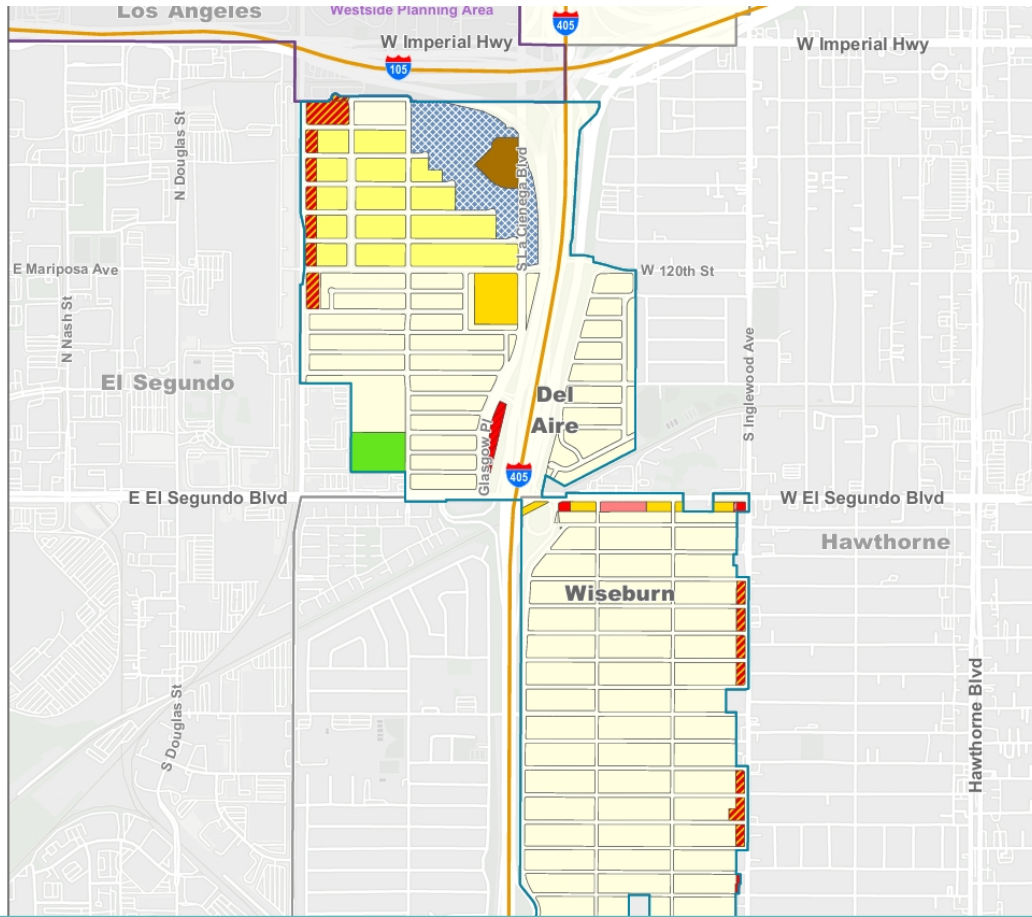 Los Angeles
Westside Planning Area
405
W Imperial Hwy
W Imperial Hwy
105
N Douglas St
S La Cienega Blvd
E Mariposa Ave
W 120th St
N Nash St
El Segundo
S Inglewood Ave
Del
Aire
Glasgow Pl
405
E El Segundo Blvd
W El Segundo Blvd
Hawthorne
Wiseburn
S Douglas St
Hawthorne Blvd